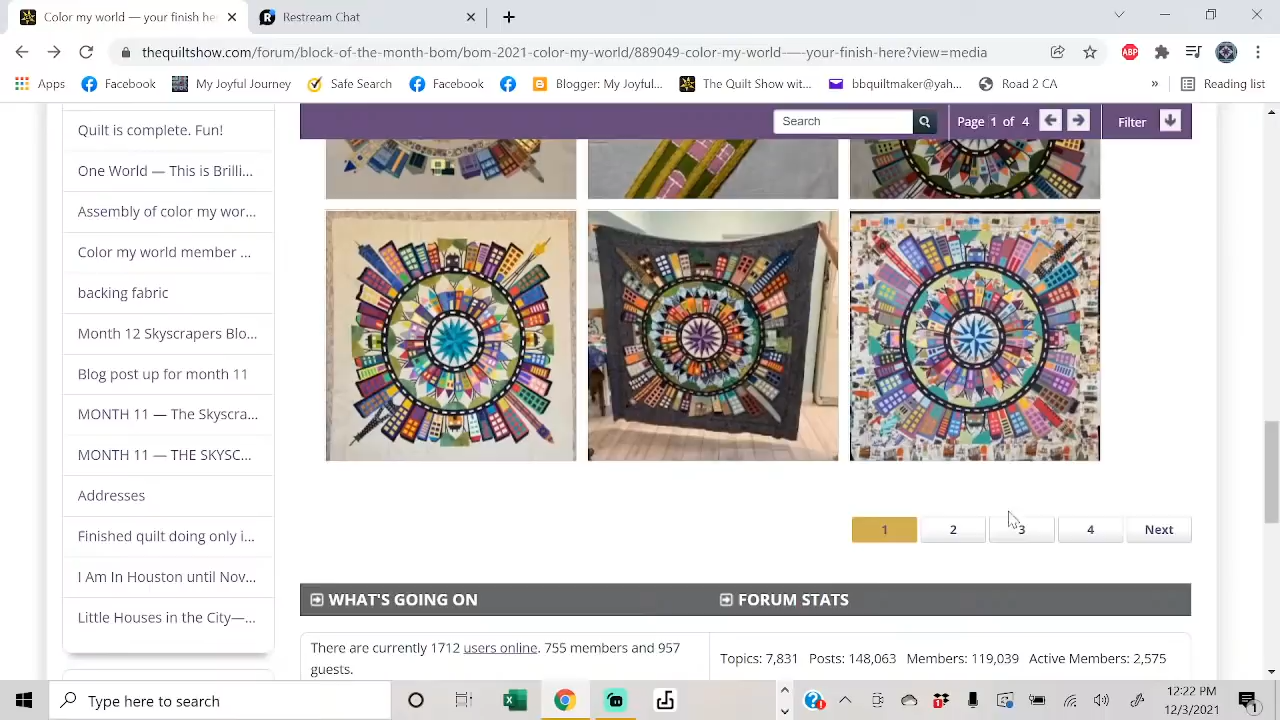 Color my world — your finish he
Restream Chat
thequiltshow.com/forum/block-of-the-month-bom/bom-2021-color-my-world/889049-color-my-world-—-your-finish-here?view=media
ABP
Apps
Facebook
My Joyful Journey
Safe Search
Facebook
Blogger: My Joyful...
The Quilt Show wit...
bbquiltmaker@yah...
Road 2 CA
»
Reading list
Search
Page 1 of 4
Filter
Quilt is complete. Fun!
One World — This is Brilli...
Assembly of color my wor...
Color my world member ...
backing fabric
Month 12 Skyscrapers Blo...
Blog post up for month 11
MONTH 11 — The Skyscra...
MONTH 11 — THE SKYSC...
Addresses
Finished quilt doing only i...
I Am In Houston until Nov...
Little Houses in the City—...
1
2
3
4
Next
WHAT'S GOING ON
FORUM STATS
There are currently 1712 users online. 755 members and 957
guests.
Topics: 7,831 Posts: 148,063 Members: 119,039 Active Members: 2,575
Type here to search
12:22 PM
12/3/2021